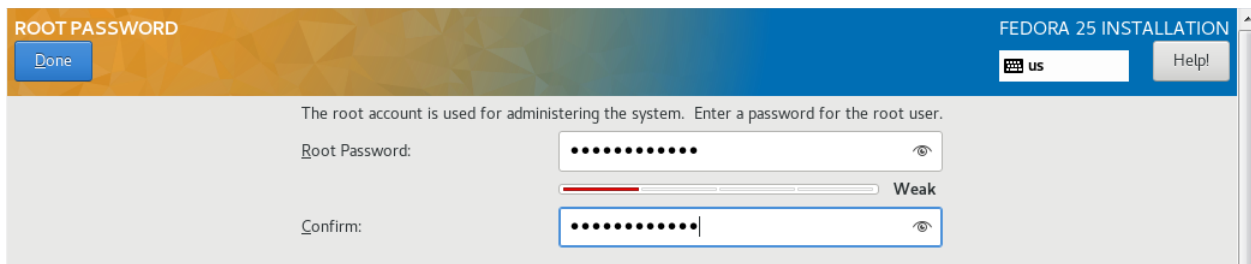 ROOT PASSWORD
FEDORA 25 INSTALLATION
Done
us
Help!
The root account is used for administering the system.  Enter a password for the root user.
Root Password:
••••••••••••
Weak
Confirm:
••••••••••••